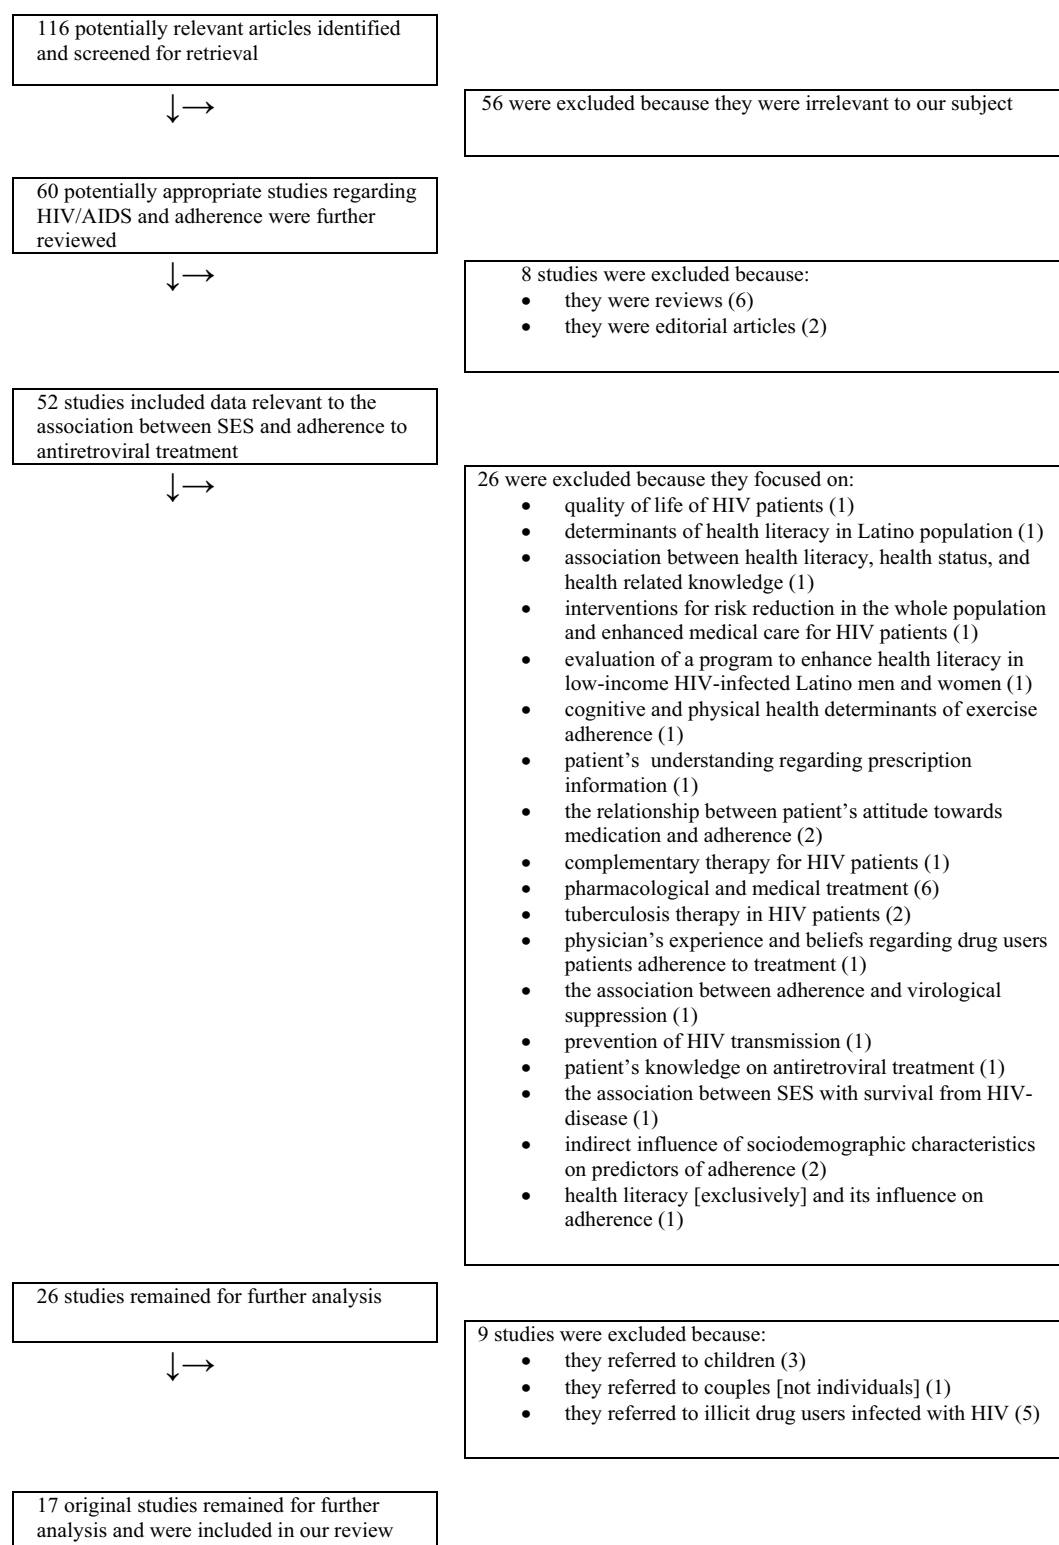 116 potentially relevant articles identified
and screened for retrieval
↓→
56 were excluded because they were irrelevant to our subject
60 potentially appropriate studies regarding
HIV/AIDS and adherence were further
reviewed
↓→
8 studies were excluded because:
• they were reviews (6)
• they were editorial articles (2)
52 studies included data relevant to the
association between SES and adherence to
antiretroviral treatment
↓→
26 were excluded because they focused on:
• quality of life of HIV patients (1)
• determinants of health literacy in Latino population (1)
• association between health literacy, health status, and
health related knowledge (1)
• interventions for risk reduction in the whole population
and enhanced medical care for HIV patients (1)
• evaluation of a program to enhance health literacy in
low-income HIV-infected Latino men and women (1)
• cognitive and physical health determinants of exercise
adherence (1)
• patient's understanding regarding prescription
information (1)
• the relationship between patient's attitude towards
medication and adherence (2)
• complementary therapy for HIV patients (1)
• pharmacological and medical treatment (6)
• tuberculosis therapy in HIV patients (2)
• physician's experience and beliefs regarding drug users
patients adherence to treatment (1)
• the association between adherence and virological
suppression (1)
• prevention of HIV transmission (1)
• patient's knowledge on antiretroviral treatment (1)
• the association between SES with survival from HIV-
disease (1)
• indirect influence of sociodemographic characteristics
on predictors of adherence (2)
• health literacy [exclusively] and its influence on
adherence (1)
26 studies remained for further analysis
↓→
9 studies were excluded because:
• they referred to children (3)
• they referred to couples [not individuals] (1)
• they referred to illicit drug users infected with HIV (5)
17 original studies remained for further
analysis and were included in our review